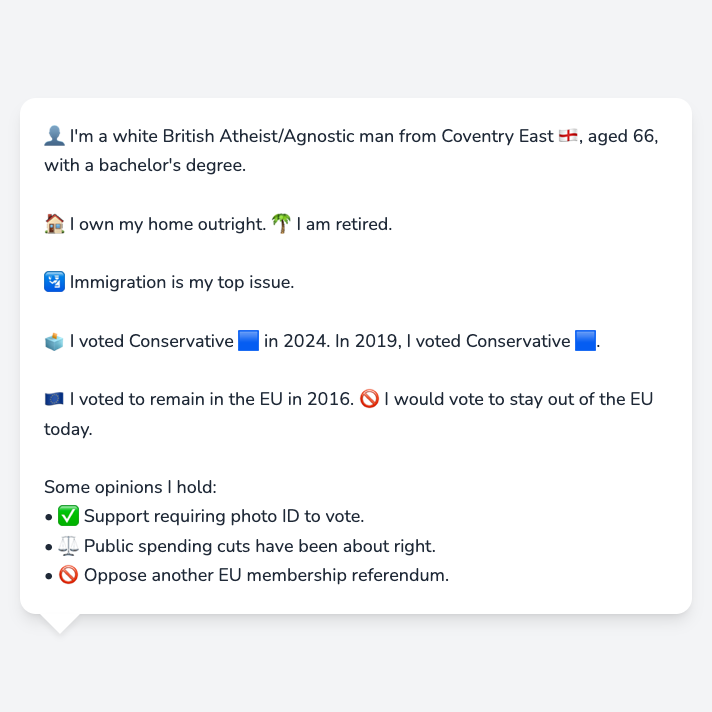 👤 I'm a white British Atheist/Agnostic man from Coventry East 🏴󠁧󠁢󠁥󠁮󠁧󠁿, aged 66,
with a bachelor's degree.
🏠 I own my home outright. 🌴 I am retired.
🛂 Immigration is my top issue.
🗳️ I voted Conservative 🟦 in 2024. In 2019, I voted Conservative 🟦.
🇪🇺 I voted to remain in the EU in 2016. 🚫 I would vote to stay out of the EU
today.
Some opinions I hold:
• ✅ Support requiring photo ID to vote.
• ⚖️ Public spending cuts have been about right.
• 🚫 Oppose another EU membership referendum.